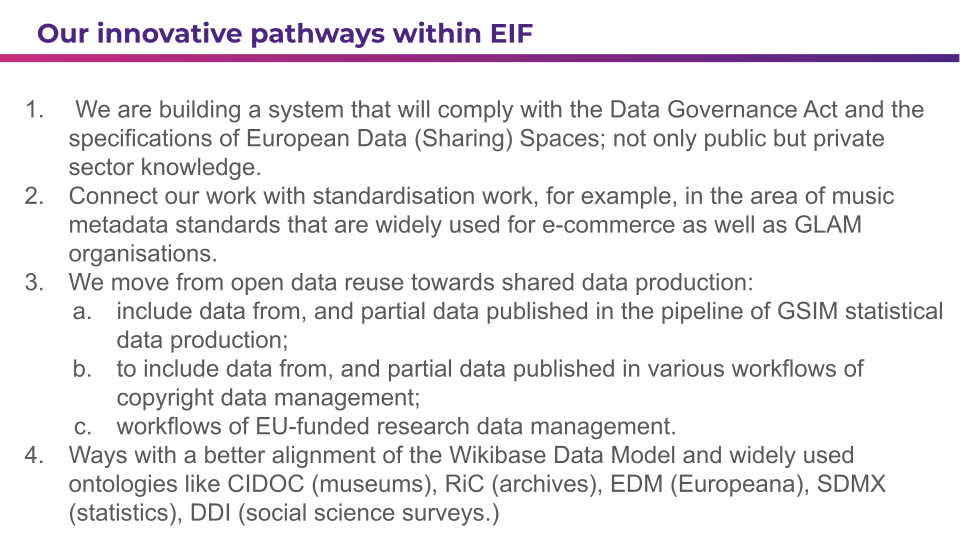 Our innovative pathways within EIF
1. We are building a system that will comply with the Data Governance Act and the
specifications of European Data (Sharing) Spaces; not only public but private
sector knowledge.
2. Connect our work with standardisation work, for example, in the area of music
metadata standards that are widely used for e-commerce as well as GLAM
organisations.
3. We move from open data reuse towards shared data production:
a. include data from, and partial data published in the pipeline of GSIM statistical
data production;
b. to include data from, and partial data published in various workflows of
copyright data management;
c. workflows of EU-funded research data management.
4. Ways with a better alignment of the Wikibase Data Model and widely used
ontologies like CIDOC (museums), RiC (archives), EDM (Europeana), SDMX
(statistics), DDI (social science surveys.)